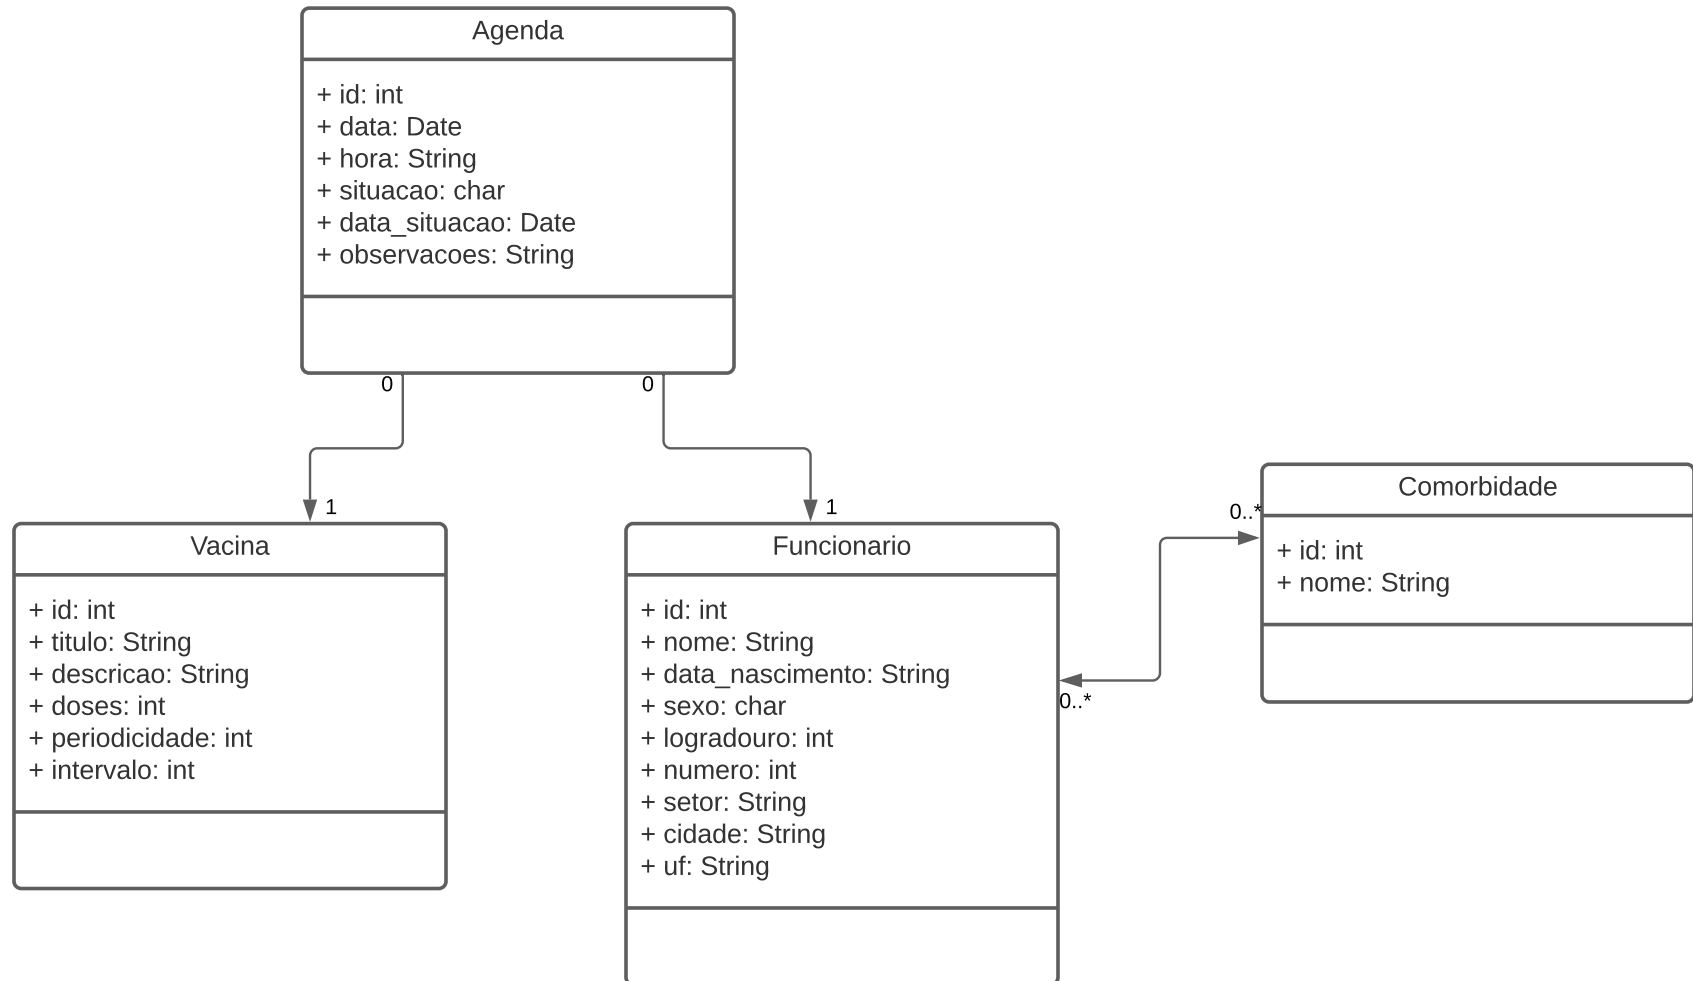 Agenda
+ id: int
+ data: Date
+ hora: String
+ situacao: char
+ data_situacao: Date
+ observacoes: String
0
0
1
1
Vacina
+ id: int
+ titulo: String
+ descricao: String
+ doses: int
+ periodicidade: int
+ intervalo: int
Funcionario
+ id: int
+ nome: String
+ data_nascimento: String
+ sexo: char
+ logradouro: int
+ numero: int
+ setor: String
+ cidade: String
+ uf: String
0..*
0..*
Comorbidade
+ id: int
+ nome: String